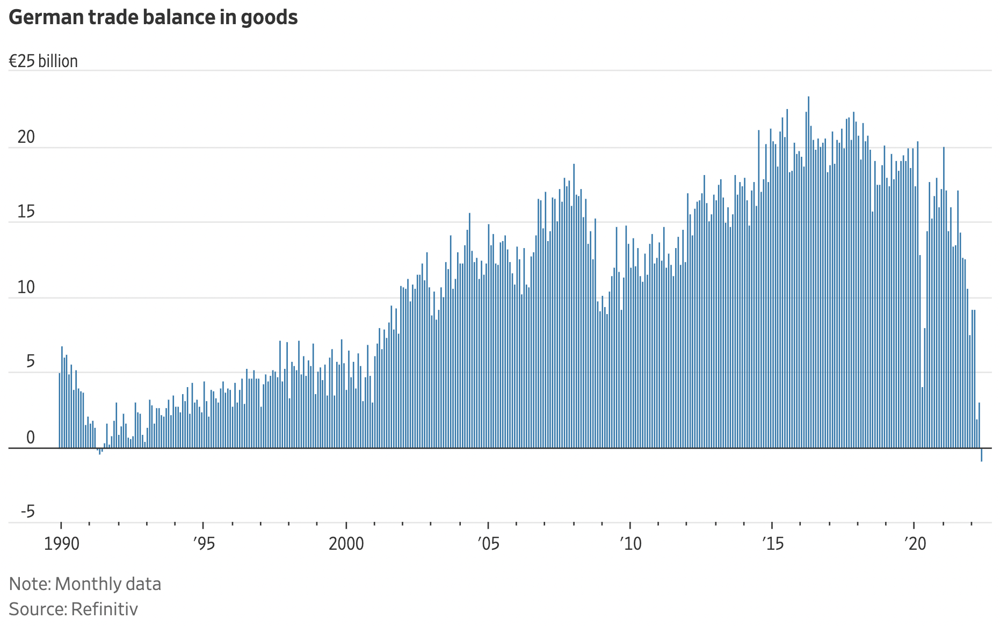 German trade balance in goods
€25 billion
20
15
10
5
0
-5
1990 ’95 2000 ’05 ’10 ’15 ’20
Note: Monthly data
Source: Refinitiv